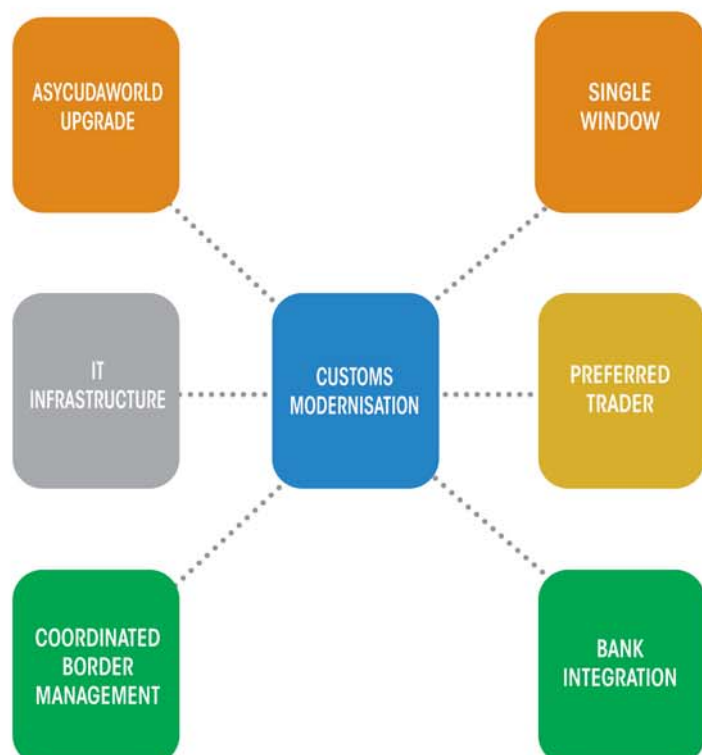 ASYCUDAWORLD
UPGRADE
SINGLE
WINDOW
IT
INFRASTRUCTURE
CUSTOMS
MODERNISATION
PREFERRED
TRADER
COORDINATED
BORDER
MANAGEMENT
BANK
INTEGRATION